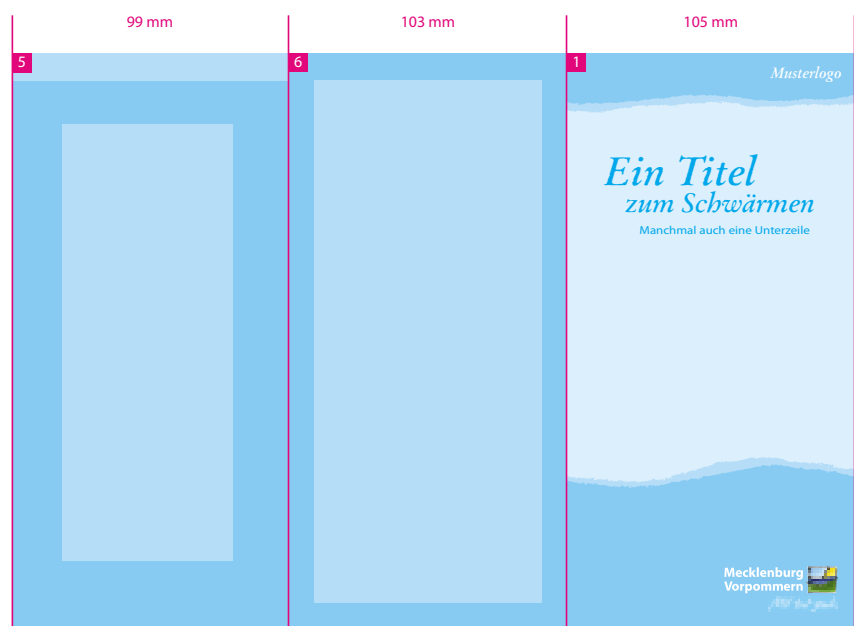 99 mm
103 mm
105 mm
5
6
1
Musterlogo
Ein Titel
zum Schwärmen
Manchmal auch eine Unterzeile
Mecklenburg
Vorpommern